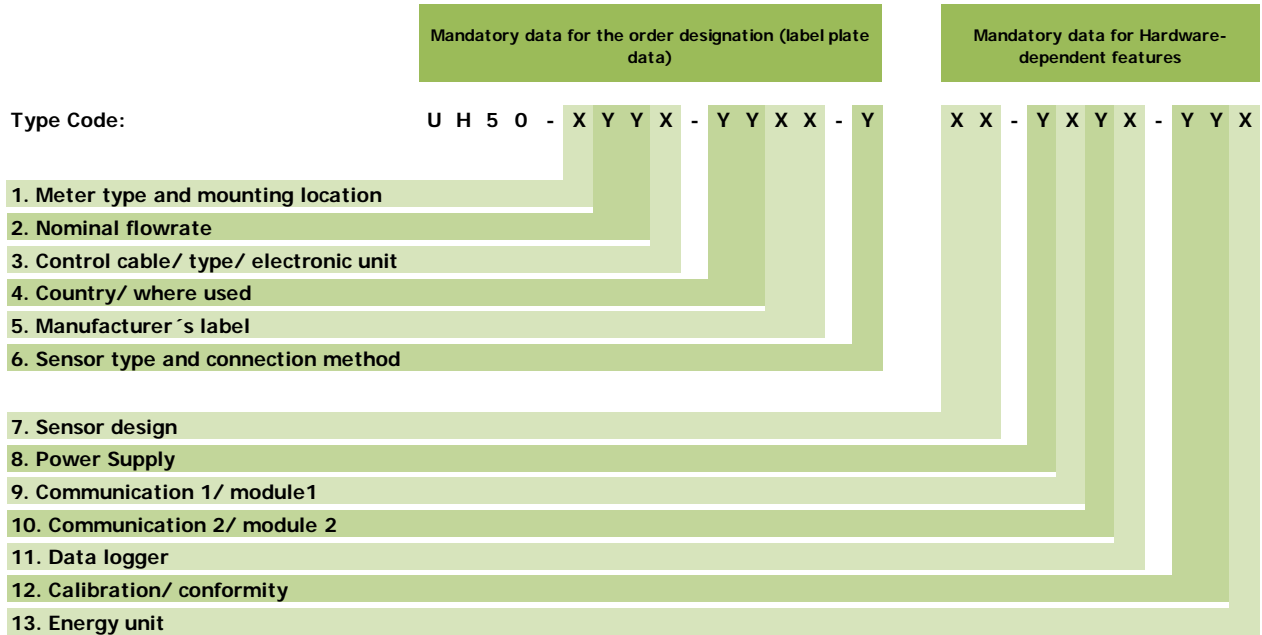 Mandatory data for the order designation (label plate
data)
Mandatory data for Hardware-
dependent features
Type Code: U H 5 0 - X Y Y X - Y Y X X - Y X X - Y X Y X - Y Y X
1. Meter type and mounting location
2. Nominal flowrate
3. Control cable/ type/ electronic unit
4. Country/ where used
5. Manufacturer´s label
6. Sensor type and connection method
7. Sensor design
8. Power Supply
9. Communication 1/ module1
10. Communication 2/ module 2
11. Data logger
12. Calibration/ conformity
13. Energy unit